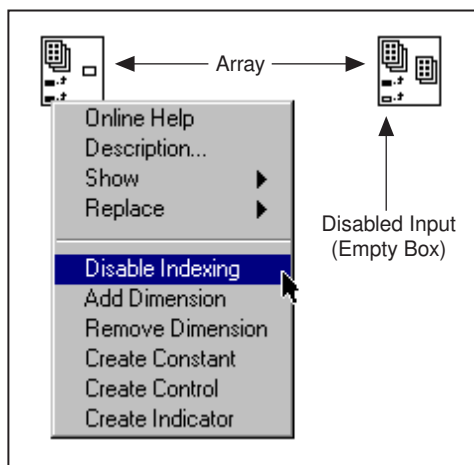 Array
Online Help
Description...
Show
Replace
Disable Indexing
Add Dimension
Remove Dimension
Create Constant
Create Control
Create Indicator
Disabled Input
(Empty Box)